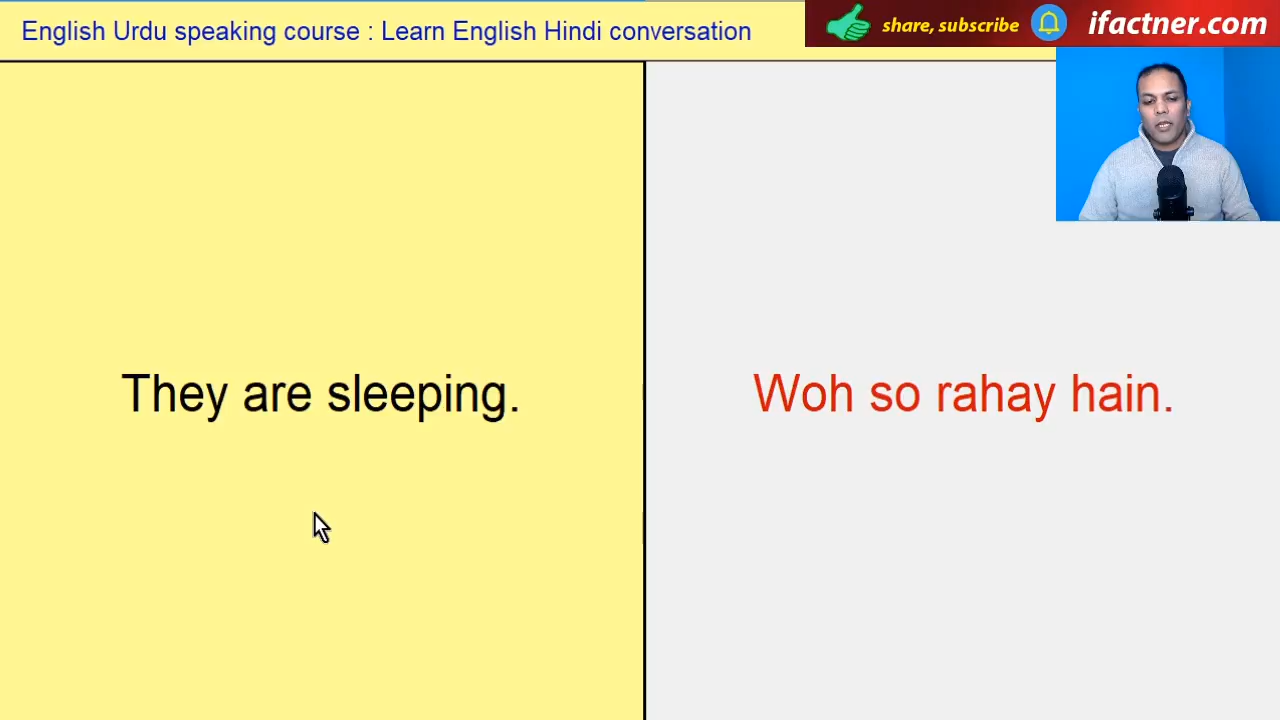 English Urdu speaking course : Learn English Hindi conversation
share, subscribe
ifactner.com
They are sleeping.
Woh so rahay hain.